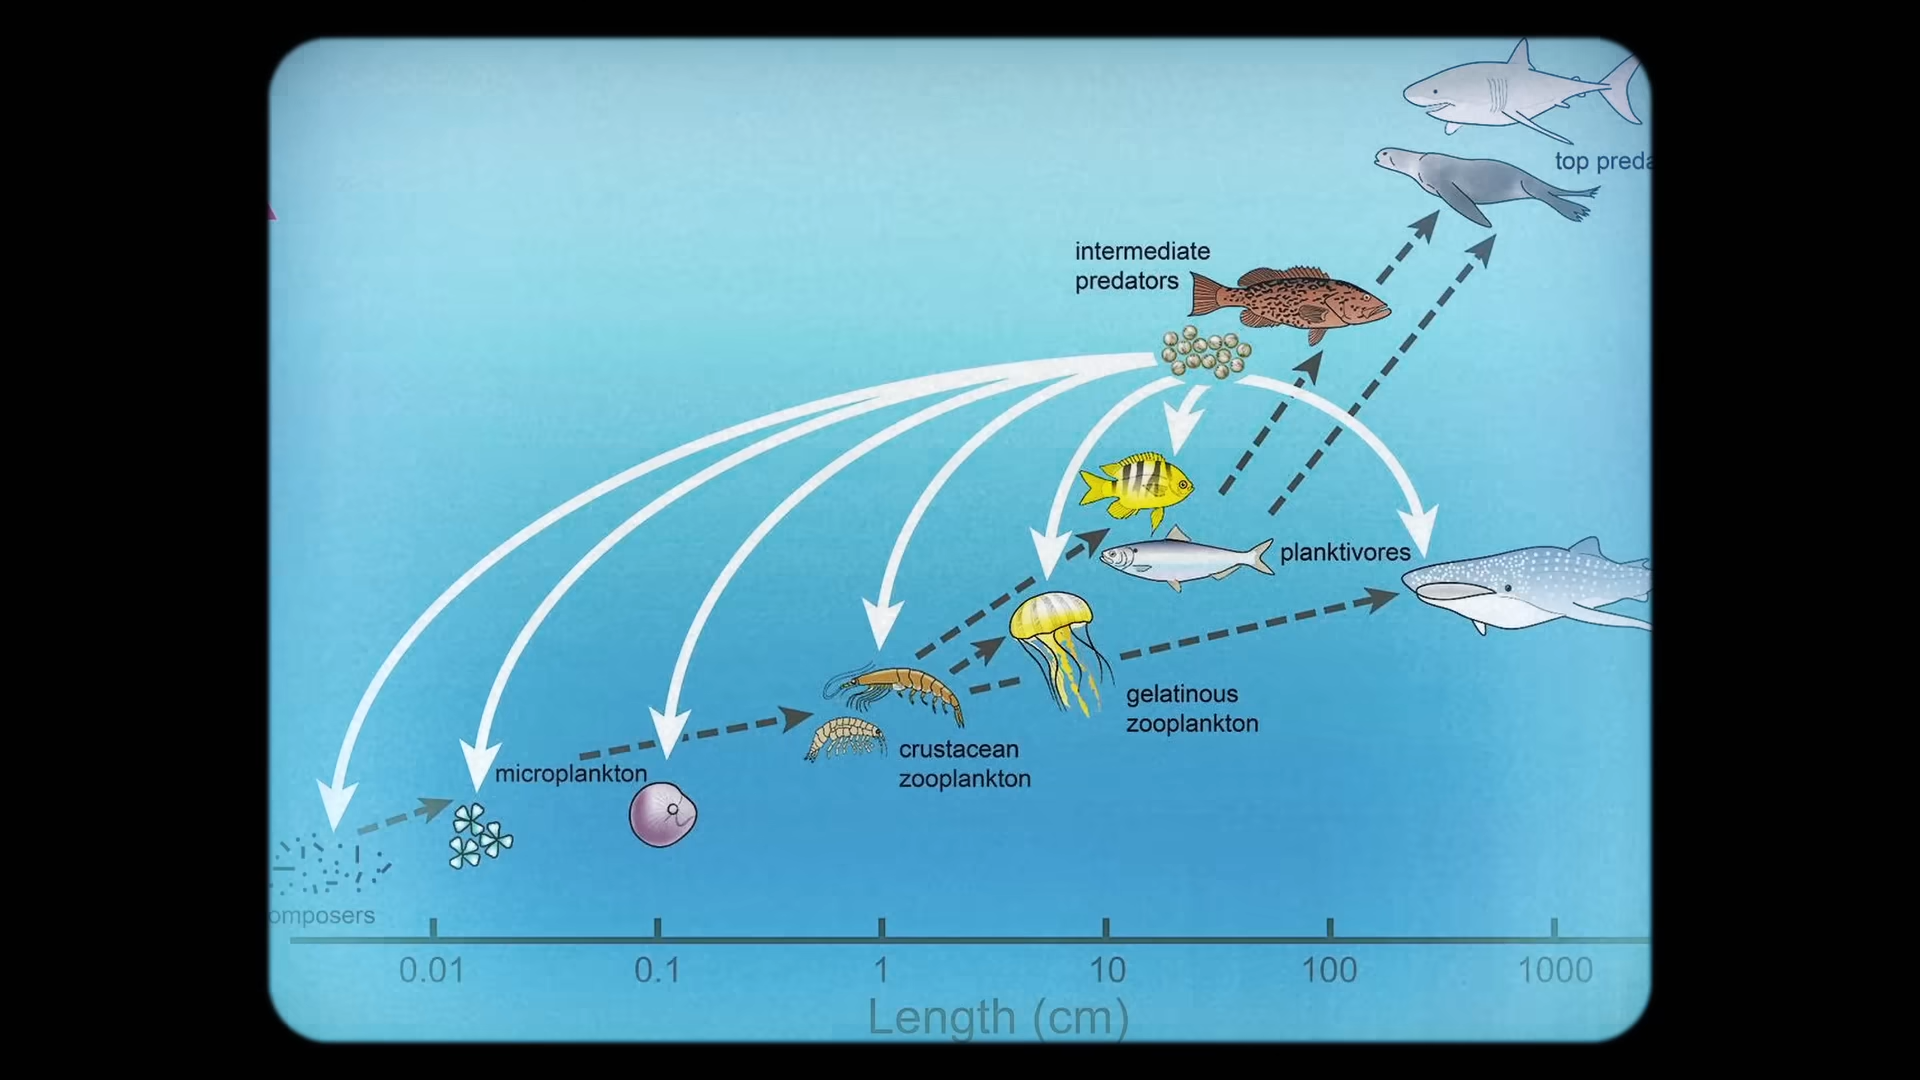 top preda
intermediate
predators
planktivores
gelatinous
zooplankton
crustacean
zooplankton
microplankton
omposers
0.01 0.1 1 10 100 1000
Length (cm)